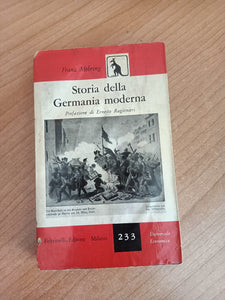 Franz Mehring
Storia della
Germania moderna
Prefazione di Ernesto Ragionieri
Feltrinelli Editore Milano
233
Universale
Economica